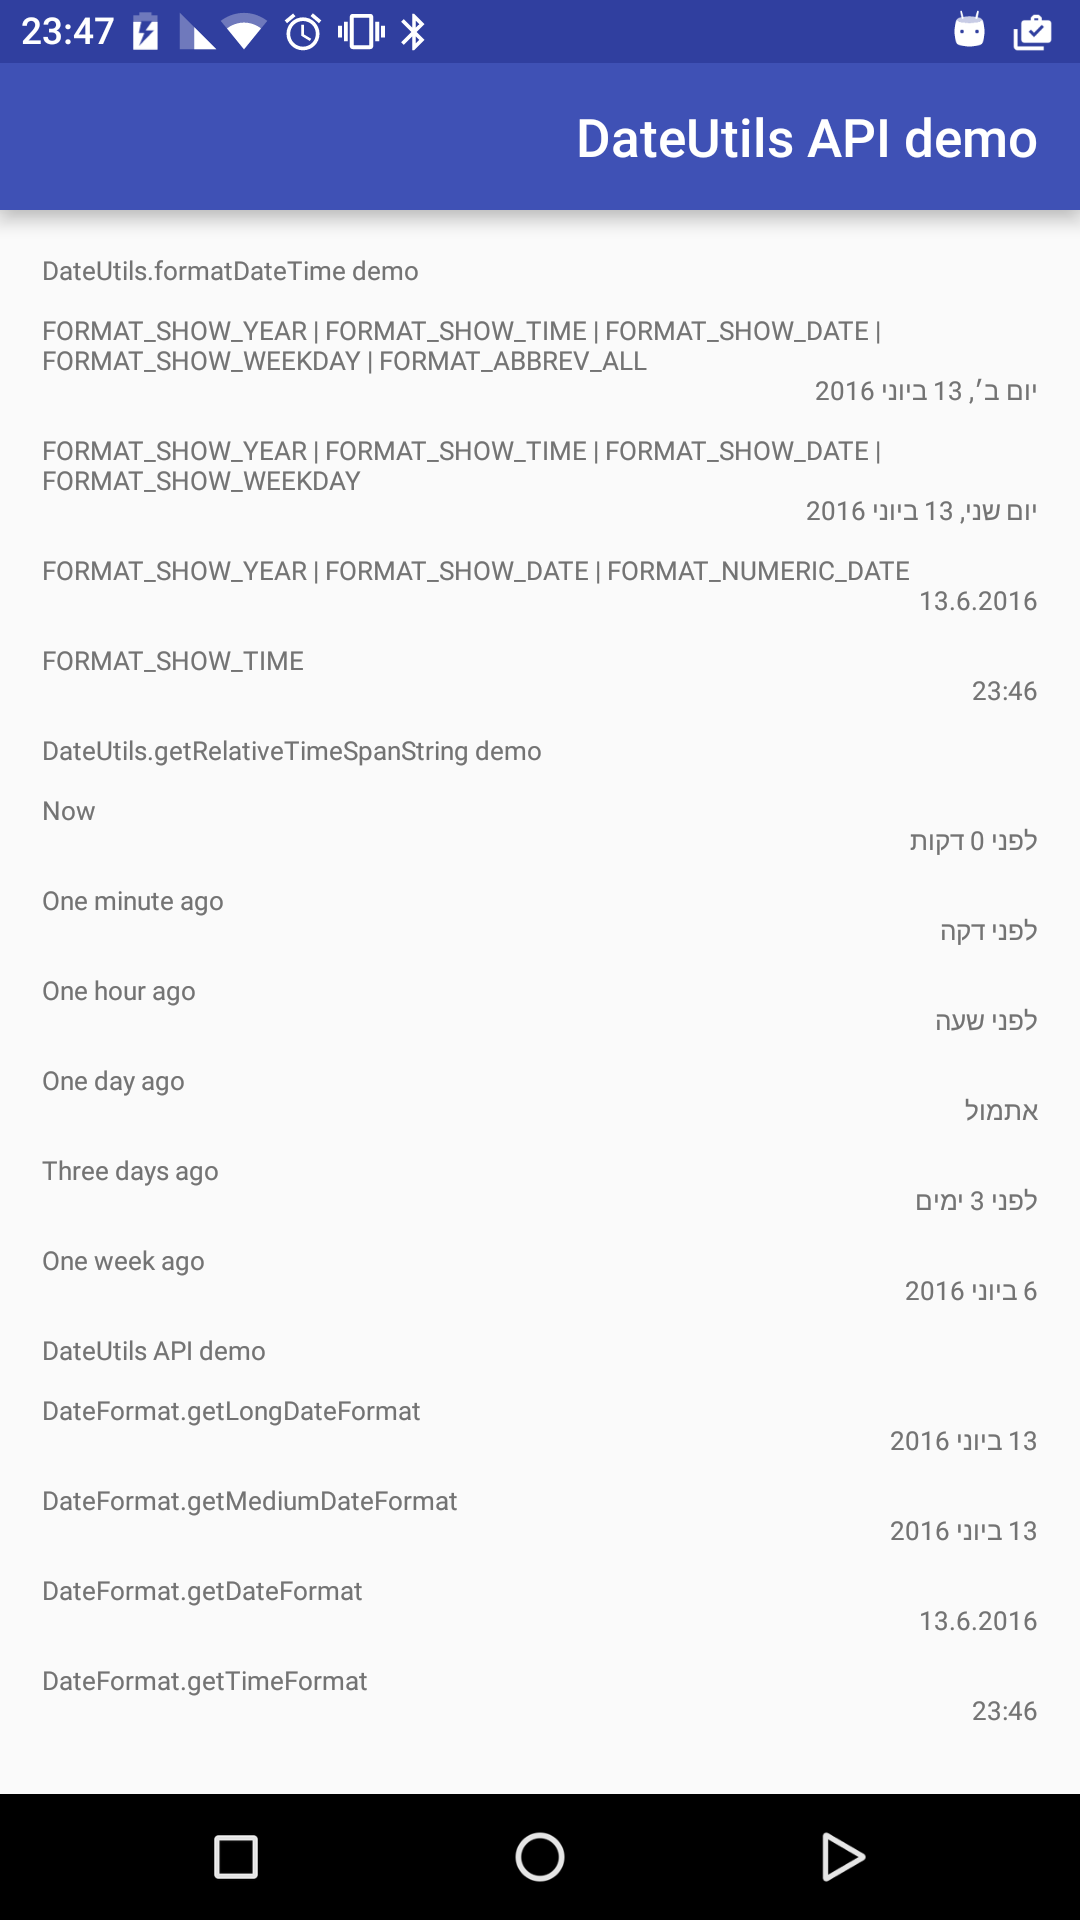 23:47
DateUtils API demo
DateUtils.formatDateTime demo
FORMAT_SHOW_YEAR | FORMAT_SHOW_TIME | FORMAT_SHOW_DATE |
FORMAT_SHOW_WEEKDAY | FORMAT_ABBREV_ALL
יום ב׳, 13 ביוני 2016
FORMAT_SHOW_YEAR | FORMAT_SHOW_TIME | FORMAT_SHOW_DATE |
FORMAT_SHOW_WEEKDAY
יום שני, 13 ביוני 2016
FORMAT_SHOW_YEAR | FORMAT_SHOW_DATE | FORMAT_NUMERIC_DATE
13.6.2016
FORMAT_SHOW_TIME
23:46
DateUtils.getRelativeTimeSpanString demo
Now
לפני 0 דקות
One minute ago
לפני דקה
One hour ago
לפני שעה
One day ago
אתמול
Three days ago
לפני 3 ימים
One week ago
6 ביוני 2016
DateUtils API demo
DateFormat.getLongDateFormat
13 ביוני 2016
DateFormat.getMediumDateFormat
13 ביוני 2016
DateFormat.getDateFormat
13.6.2016
DateFormat.getTimeFormat
23:46